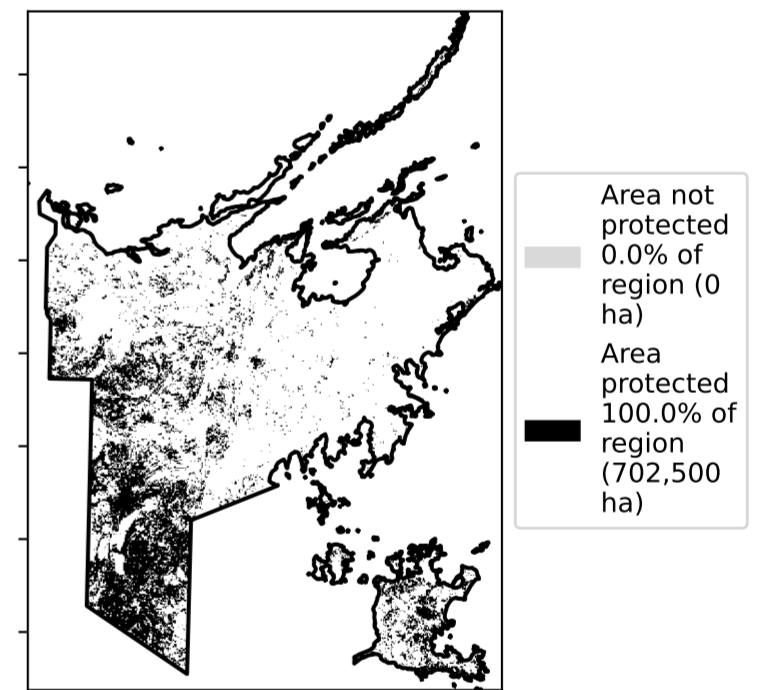 Area not
protected
0.0% of
region (0
ha)
Area
protected
100.0% of
region
(702,500
ha)